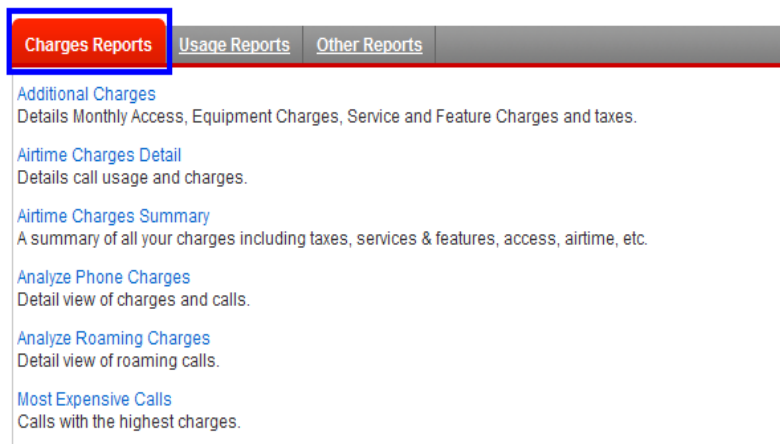 Charges Reports Usage Reports Other Reports
Additional Charges
Details Monthly Access, Equipment Charges, Service and Feature Charges and taxes.
Airtime Charges Detail
Details call usage and charges.
Airtime Charges Summary
A summary of all your charges including taxes, services & features, access, airtime, etc.
Analyze Phone Charges
Detail view of charges and calls.
Analyze Roaming Charges
Detail view of roaming calls.
Most Expensive Calls
Calls with the highest charges.